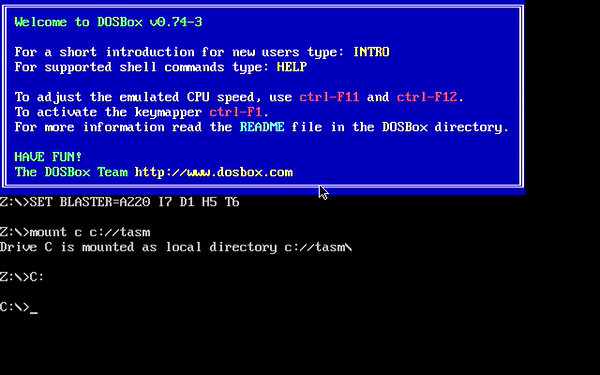 Welcome to DOSBox v0.74-3
For a short introduction for new users type: INTRO
For supported shell commands type: HELP
To adjust the emulated CPU speed, use ctrl-F11 and ctrl-F12.
To activate the keymapper ctrl-F1.
For more information read the README file in the DOSBox directory.
HAVE FUN!
The DOSBox Team http://www.dosbox.com
Z:\>SET BLASTER=A220 I7 D1 H5 T6
Z:\>mount c c://tasm
Drive C is mounted as local directory c://tasm\
Z:\>C:
C:\>_